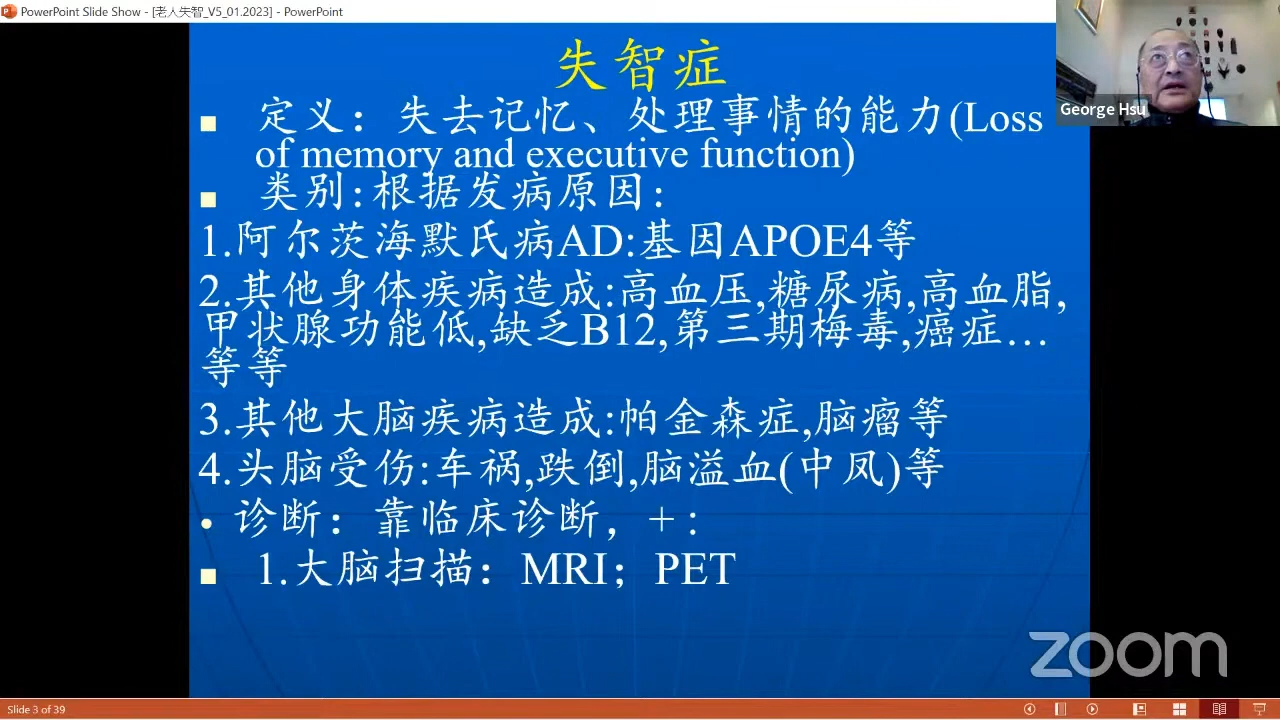 PowerPoint Slide Show - [老人失智_V5_01.2023] - PowerPoint
George Hsu
失智症
■ 定义：失去记忆、处理事情的能力(Loss
of memory and executive function)
■ 类别:根据发病原因:
1.阿尔茨海默氏病AD:基因APOE4等
2.其他身体疾病造成:高血压,糖尿病,高血脂,
甲状腺功能低,缺乏B12,第三期梅毒,癌症…
等等
3.其他大脑疾病造成:帕金森症,脑瘤等
4.头脑受伤:车祸,跌倒,脑溢血(中凤)等
• 诊断：靠临床诊断，+：
■ 1.大脑扫描：MRI；PET
zoom
Slide 3 of 39